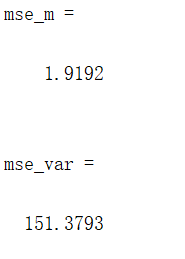 mse_m =
1.9192
mse_var =
151.3793